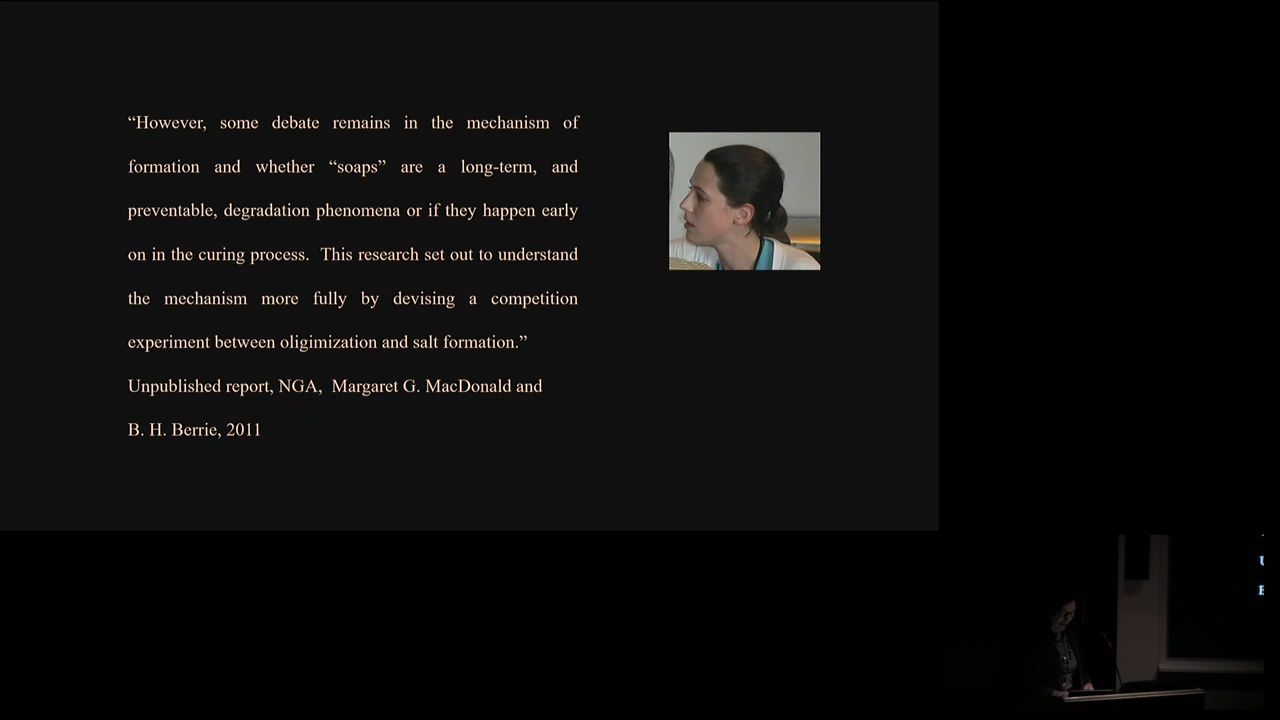 “However, some debate remains in the mechanism of
formation and whether “soaps” are a long-term, and
preventable, degradation phenomena or if they happen early
on in the curing process.  This research set out to understand
the mechanism more fully by devising a competition
experiment between oligimization and salt formation.”
Unpublished report, NGA,  Margaret G. MacDonald and
B. H. Berrie, 2011